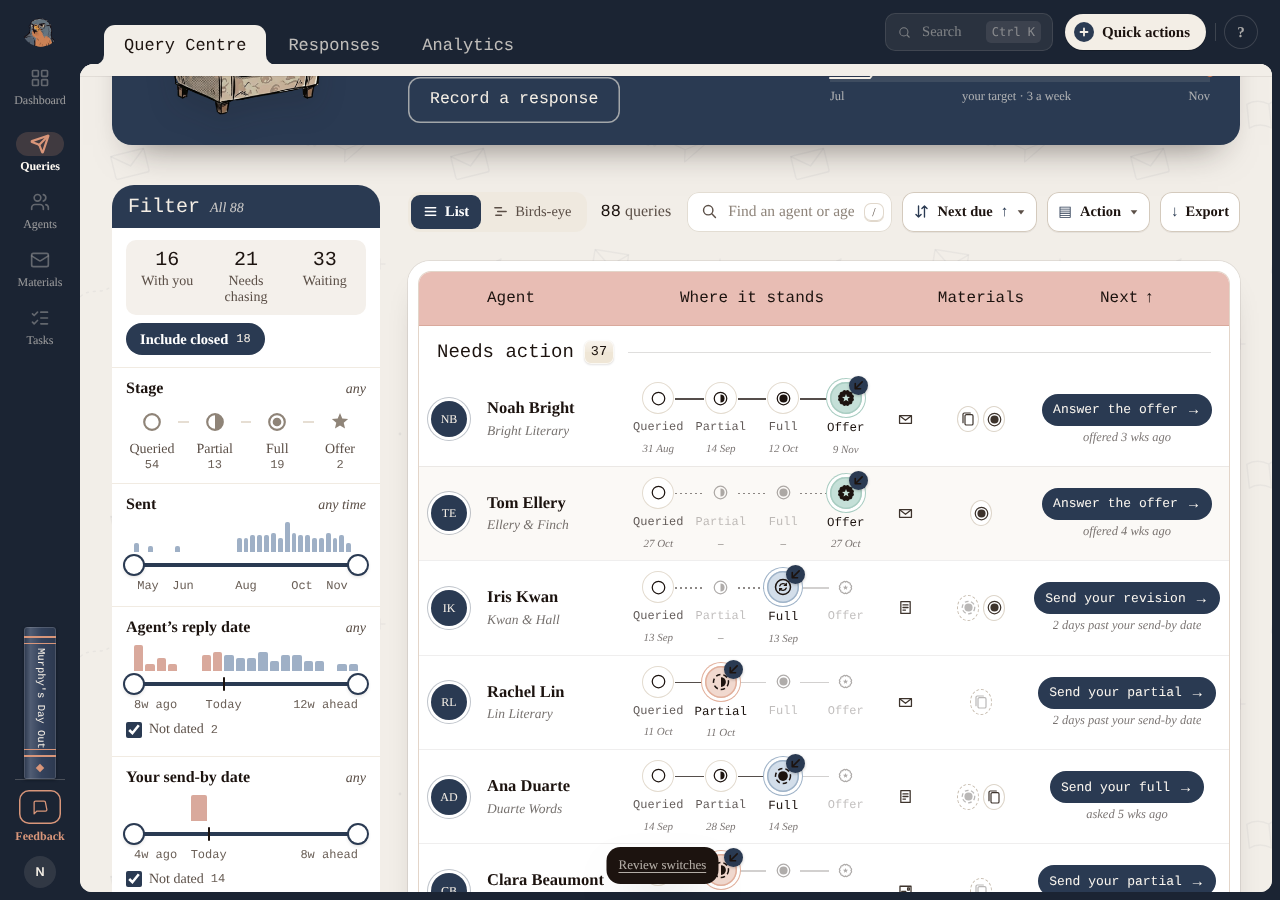 Query Centre
Responses
Analytics
Search
Ctrl K
Quick actions
?
Dashboard
Queries
Agents
Materials
Tasks
Murphy's Day Out
Feedback
N
Record a response
Jul
your target · 3 a week
Nov
Filter All 88
16
With you
21
Needs
chasing
33
Waiting
Include closed 18
Stage any
Queried
54
Partial
13
Full
19
Offer
2
Sent any time
May Jun Aug Oct Nov
Agent’s reply date any
8w ago Today 12w ahead
Not dated 2
Your send-by date any
4w ago Today 8w ahead
Not dated 14
List
Birds-eye
88 queries
Find an agent or age
/
Next due ↑
Action
↓ Export
Agent Where it stands Materials Next ↑
Needs action 37
NB
Noah Bright
Bright Literary
Queried Partial Full Offer
31 Aug 14 Sep 12 Oct 9 Nov
Answer the offer →
offered 3 wks ago
TE
Tom Ellery
Ellery & Finch
Queried Partial Full Offer
27 Oct – – 27 Oct
Answer the offer →
offered 4 wks ago
IK
Iris Kwan
Kwan & Hall
Queried Partial Full Offer
13 Sep – 13 Sep
Send your revision →
2 days past your send-by date
RL
Rachel Lin
Lin Literary
Queried Partial Full Offer
11 Oct 11 Oct
Send your partial →
2 days past your send-by date
AD
Ana Duarte
Duarte Words
Queried Partial Full Offer
14 Sep 28 Sep 14 Sep
Send your full →
asked 5 wks ago
CB
Clara Beaumont
Send your partial →
Review switches